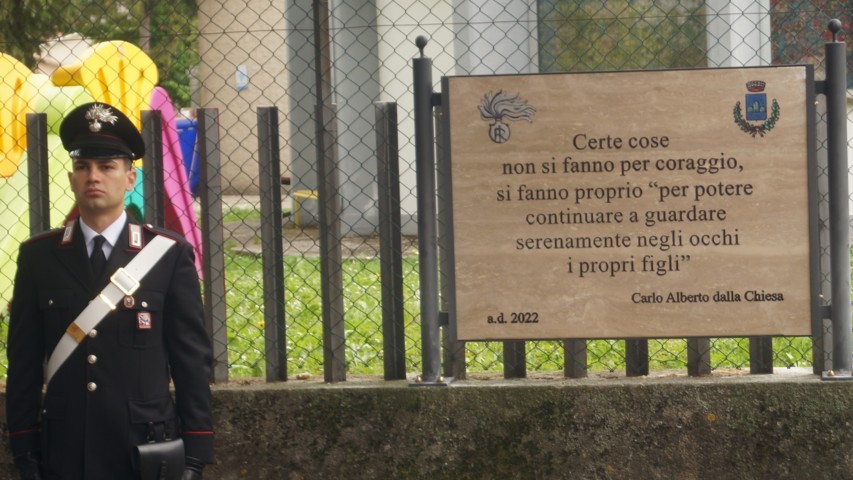 Certe cose
non si fanno per coraggio,
si fanno proprio "per potere
continuare a guardare
serenamente negli occhi
i propri figli"
Carlo Alberto dalla Chiesa
a.d. 2022